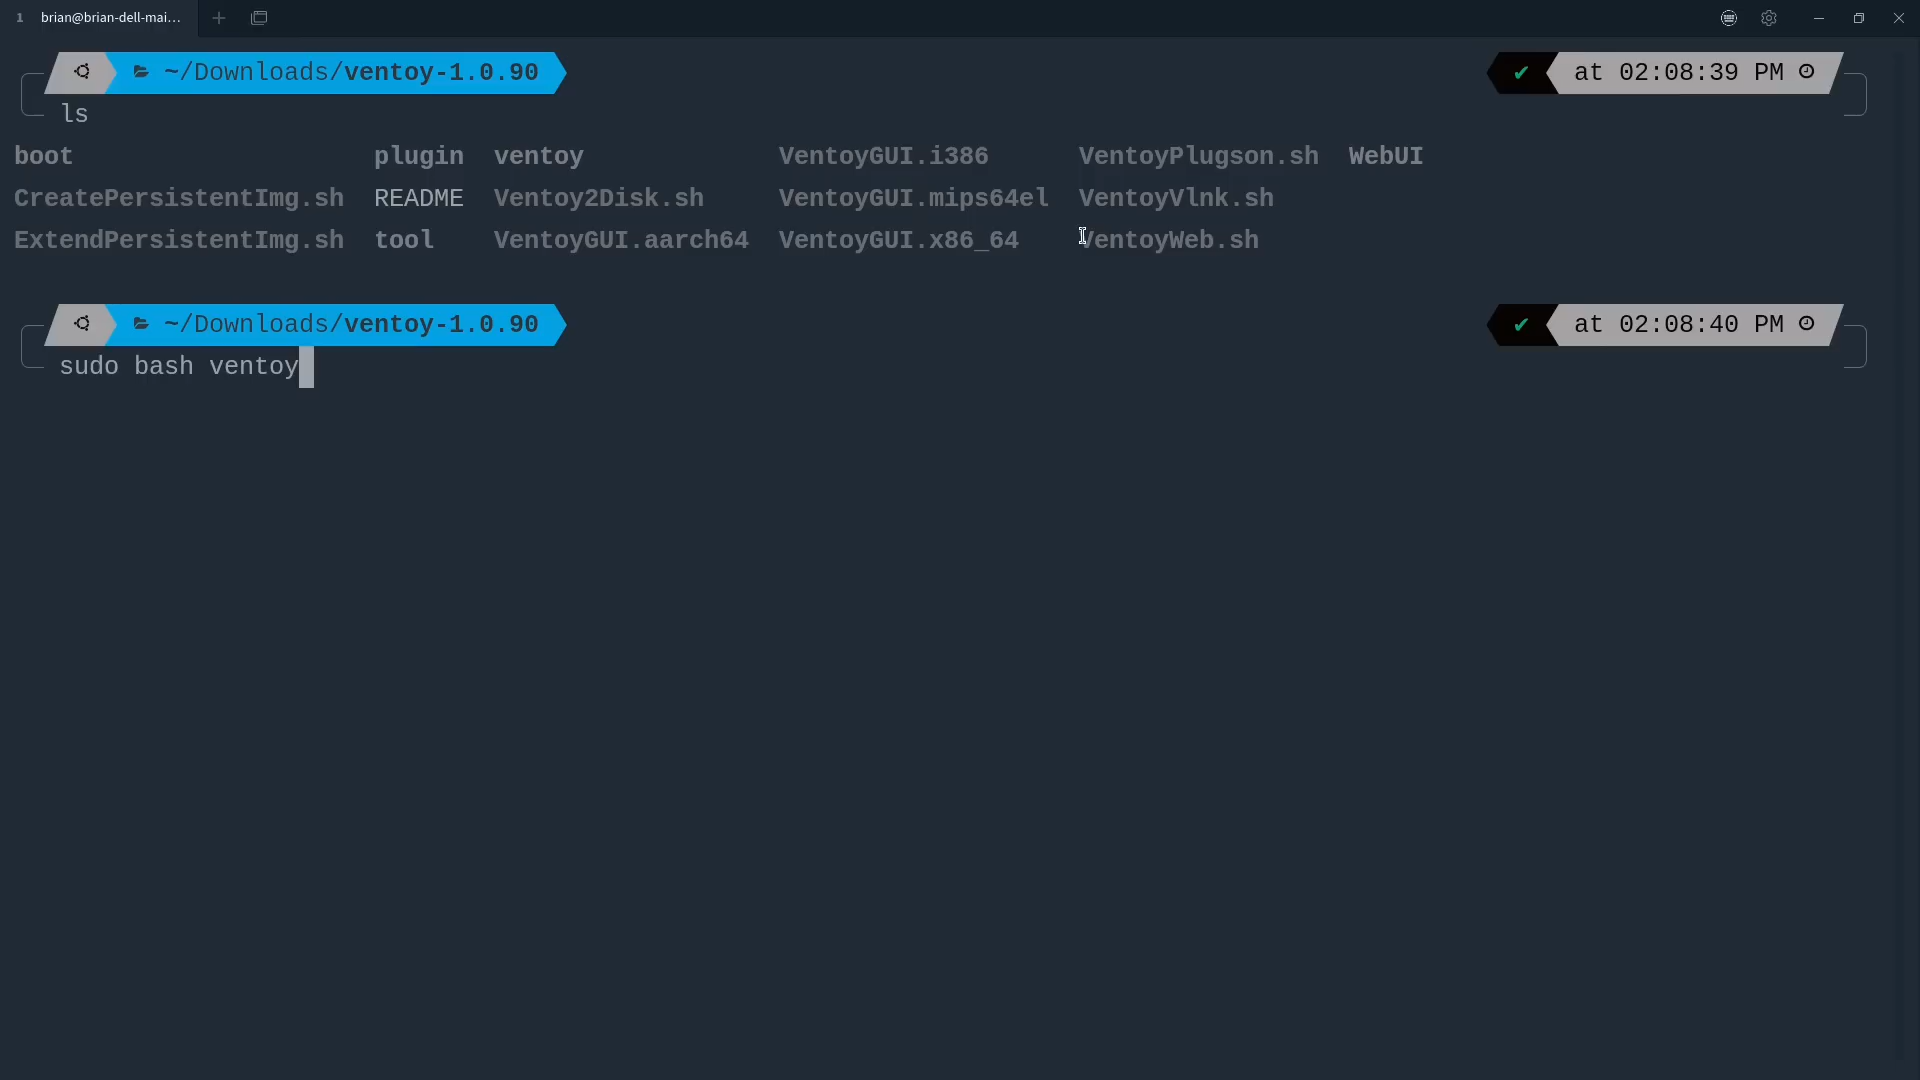 1 brian@brian-dell-mai...
~/Downloads/ventoy-1.0.90 ✔ at 02:08:39 PM
ls
boot plugin ventoy VentoyGUI.i386 VentoyPlugson.sh WebUI
CreatePersistentImg.sh README Ventoy2Disk.sh VentoyGUI.mips64el VentoyVlnk.sh
ExtendPersistentImg.sh tool VentoyGUI.aarch64 VentoyGUI.x86_64 VentoyWeb.sh
~/Downloads/ventoy-1.0.90 ✔ at 02:08:40 PM
sudo bash ventoy